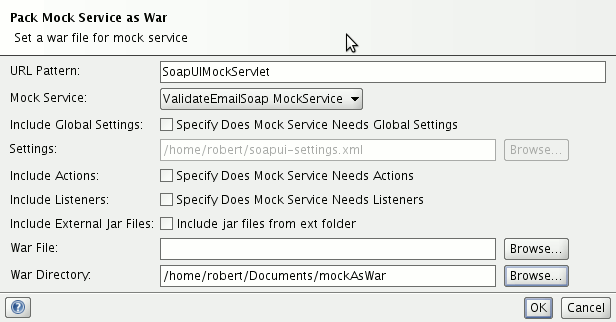 Pack Mock Service as War
Set a war file for mock service
URL Pattern: SoapUIMockServlet
Mock Service: ValidateEmailSoap MockService
Include Global Settings: Specify Does Mock Service Needs Global Settings
Settings: /home/robert/soapui-settings.xml Browse...
Include Actions: Specify Does Mock Service Needs Actions
Include Listeners: Specify Does Mock Service Needs Listeners
Include External Jar Files: Include jar files from ext folder
War File: Browse...
War Directory: /home/robert/Documents/mockAsWar Browse...
? OK Cancel